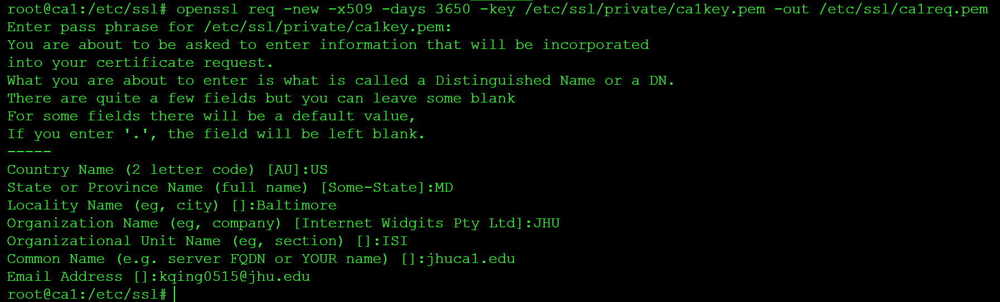 root@ca1:/etc/ssl# openssl req -new -x509 -days 3650 -key /etc/ssl/private/ca1key.pem -out /etc/ssl/ca1req.pem
Enter pass phrase for /etc/ssl/private/ca1key.pem:
You are about to be asked to enter information that will be incorporated
into your certificate request.
What you are about to enter is what is called a Distinguished Name or a DN.
There are quite a few fields but you can leave some blank
For some fields there will be a default value,
If you enter '.', the field will be left blank.
-----
Country Name (2 letter code) [AU]:US
State or Province Name (full name) [Some-State]:MD
Locality Name (eg, city) []:Baltimore
Organization Name (eg, company) [Internet Widgits Pty Ltd]:JHU
Organizational Unit Name (eg, section) []:ISI
Common Name (e.g. server FQDN or YOUR name) []:jhuca1.edu
Email Address []:kqing0515@jhu.edu
root@ca1:/etc/ssl#